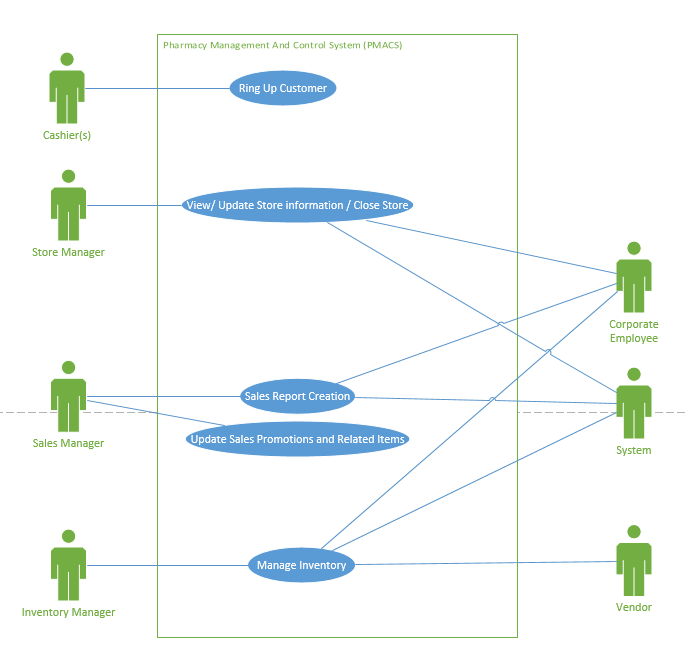 Pharmacy Management And Control System (PMACS)
Ring Up Customer
Cashier(s)
View/ Update Store information / Close Store
Store Manager
Corporate
Employee
Sales Report Creation
Sales Manager
Update Sales Promotions and Related Items
System
Manage Inventory
Inventory Manager
Vendor